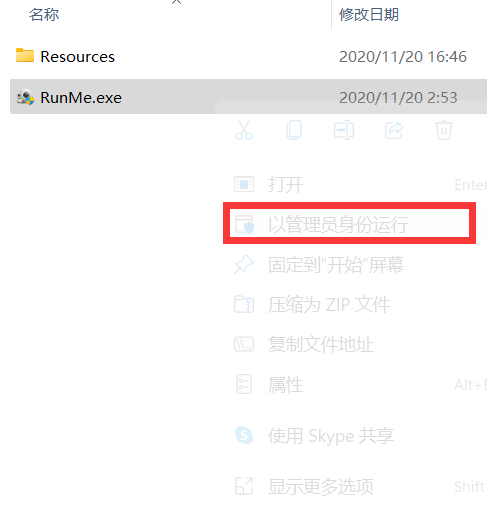 名称 修改日期
Resources 2020/11/20 16:46
RunMe.exe 2020/11/20 2:53
打开 Enter
以管理员身份运行
固定到"开始"屏幕
压缩为 ZIP 文件
复制文件地址
属性 Alt+E
使用 Skype 共享
显示更多选项 Shift